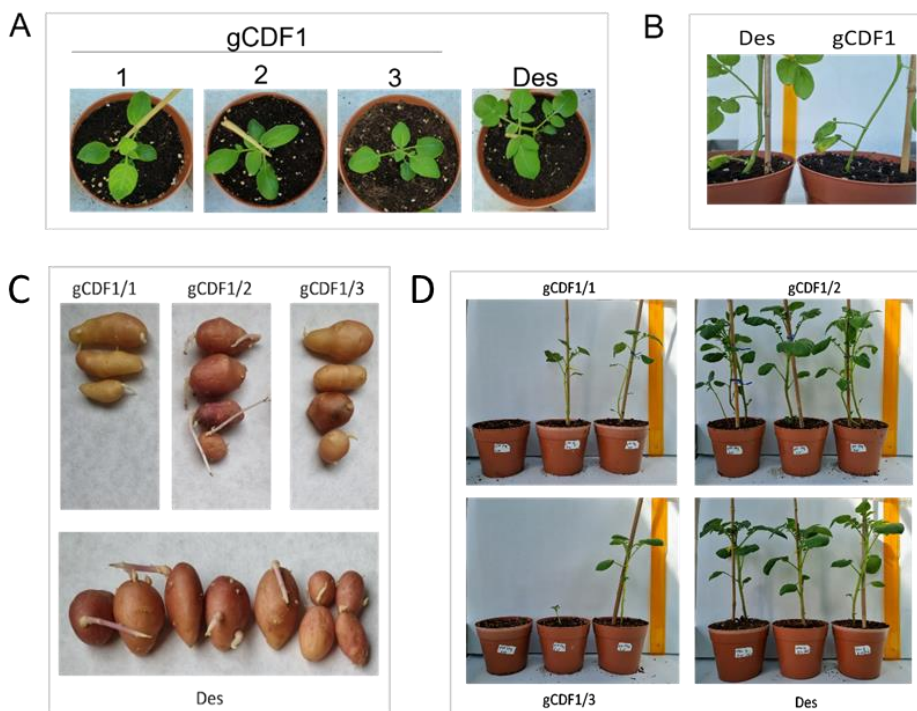 A
gCDF1
1 2 3 Des
B
Des gCDF1
C
gCDF1/1 gCDF1/2 gCDF1/3
Des
D
gCDF1/1 gCDF1/2
gCDF1/3 Des